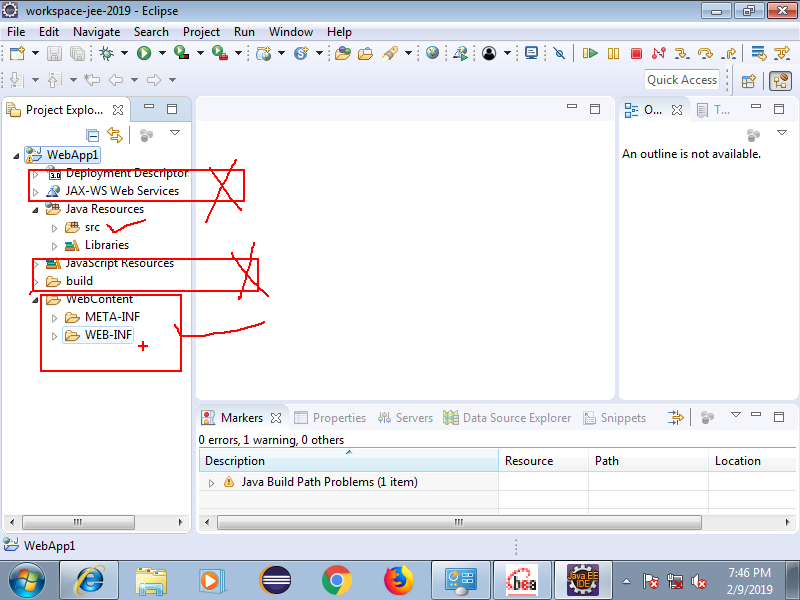 workspace-jee-2019 - Eclipse
File Edit Navigate Search Project Run Window Help
Quick Access
Project Explo...
O...
T...
WebApp1
An outline is not available.
3.0 Deployment Descriptor
JAX-WS Web Services
Java Resources
src
Libraries
JavaScript Resources
build
WebContent
META-INF
WEB-INF
Markers Properties Servers Data Source Explorer Snippets
0 errors, 1 warning, 0 others
Description Resource Path Location
Java Build Path Problems (1 item)
WebApp1
bea
Java EE
IDE
7:46 PM
2/9/2019